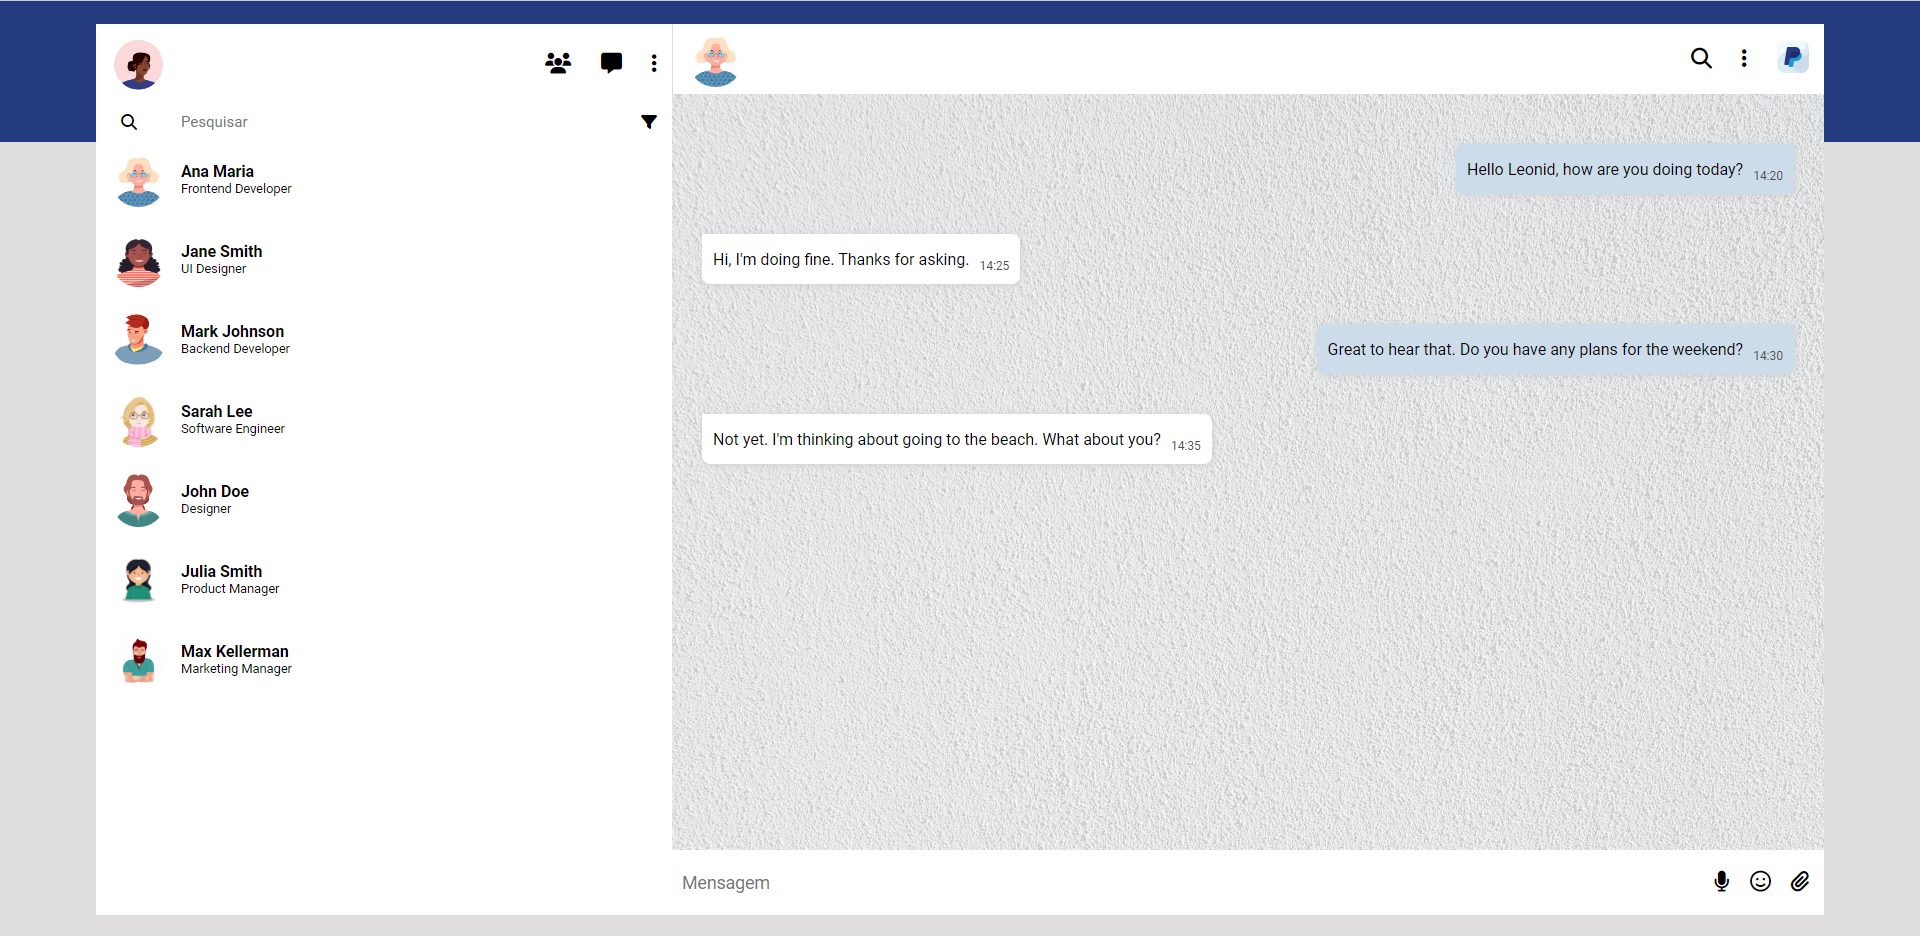 Pesquisar
Ana Maria
Frontend Developer
Jane Smith
UI Designer
Mark Johnson
Backend Developer
Sarah Lee
Software Engineer
John Doe
Designer
Julia Smith
Product Manager
Max Kellerman
Marketing Manager
Hello Leonid, how are you doing today? 14:20
Hi, I'm doing fine. Thanks for asking. 14:25
Great to hear that. Do you have any plans for the weekend? 14:30
Not yet. I'm thinking about going to the beach. What about you? 14:35
Mensagem